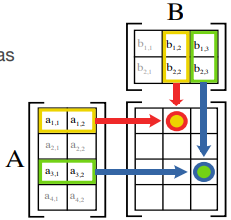 B
b1,1 b1,2 b1,3
as
b2,1 b2,2 b2,3
a1,1 a1,2
a2,1 a2,2
A
a3,1 a3,2
a4,1 a4,2